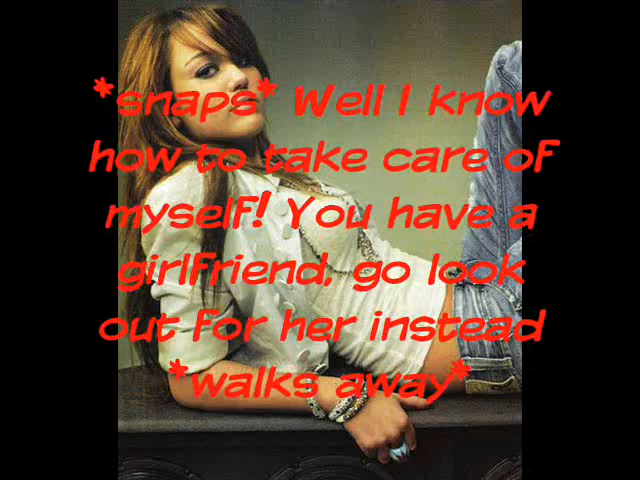 *snaps* Well I know
how to take care of
myself! You have a
girlfriend, go look
out for her instead
*walks away*